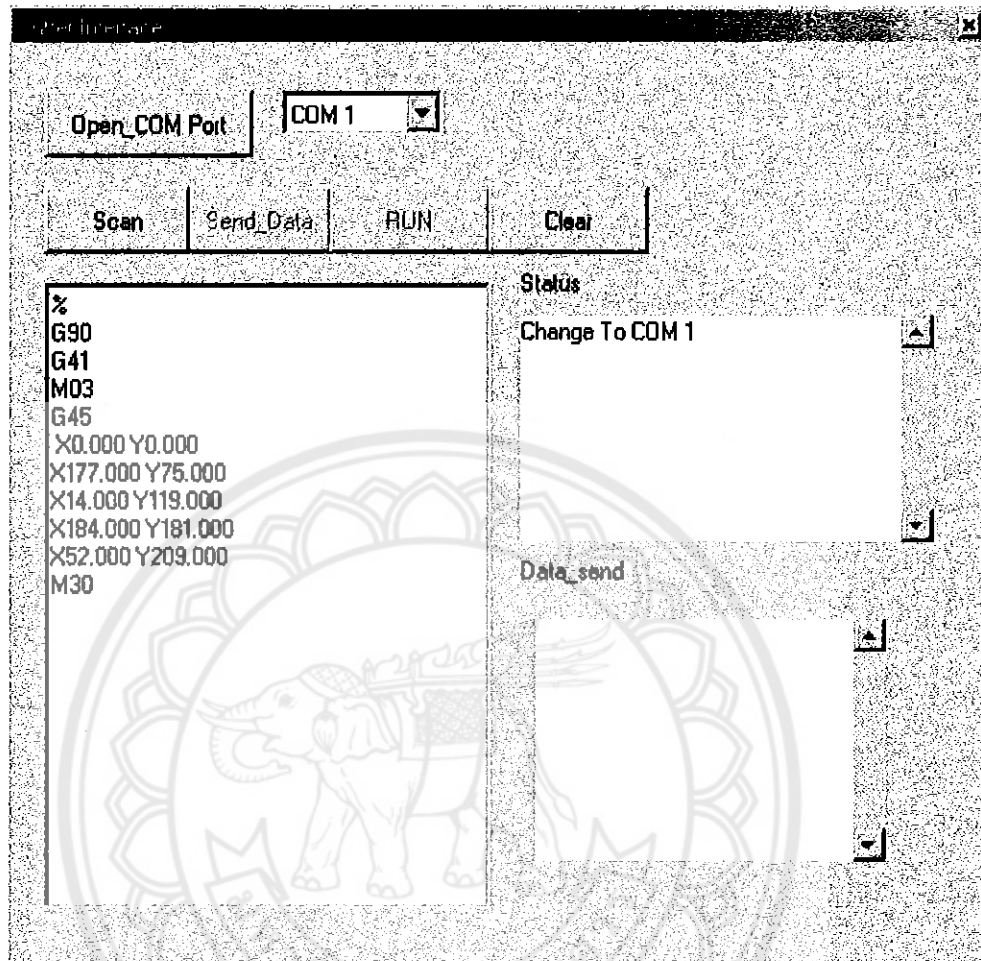 User Interface
Open_COM Port
COM 1
Scan
Send_Data
RUN
Clear
%
G90
G41
M03
G45
X0.000 Y0.000
X177.000 Y75.000
X14.000 Y119.000
X184.000 Y181.000
X52.000 Y209.000
M30
Status
Change To COM 1
Data_send